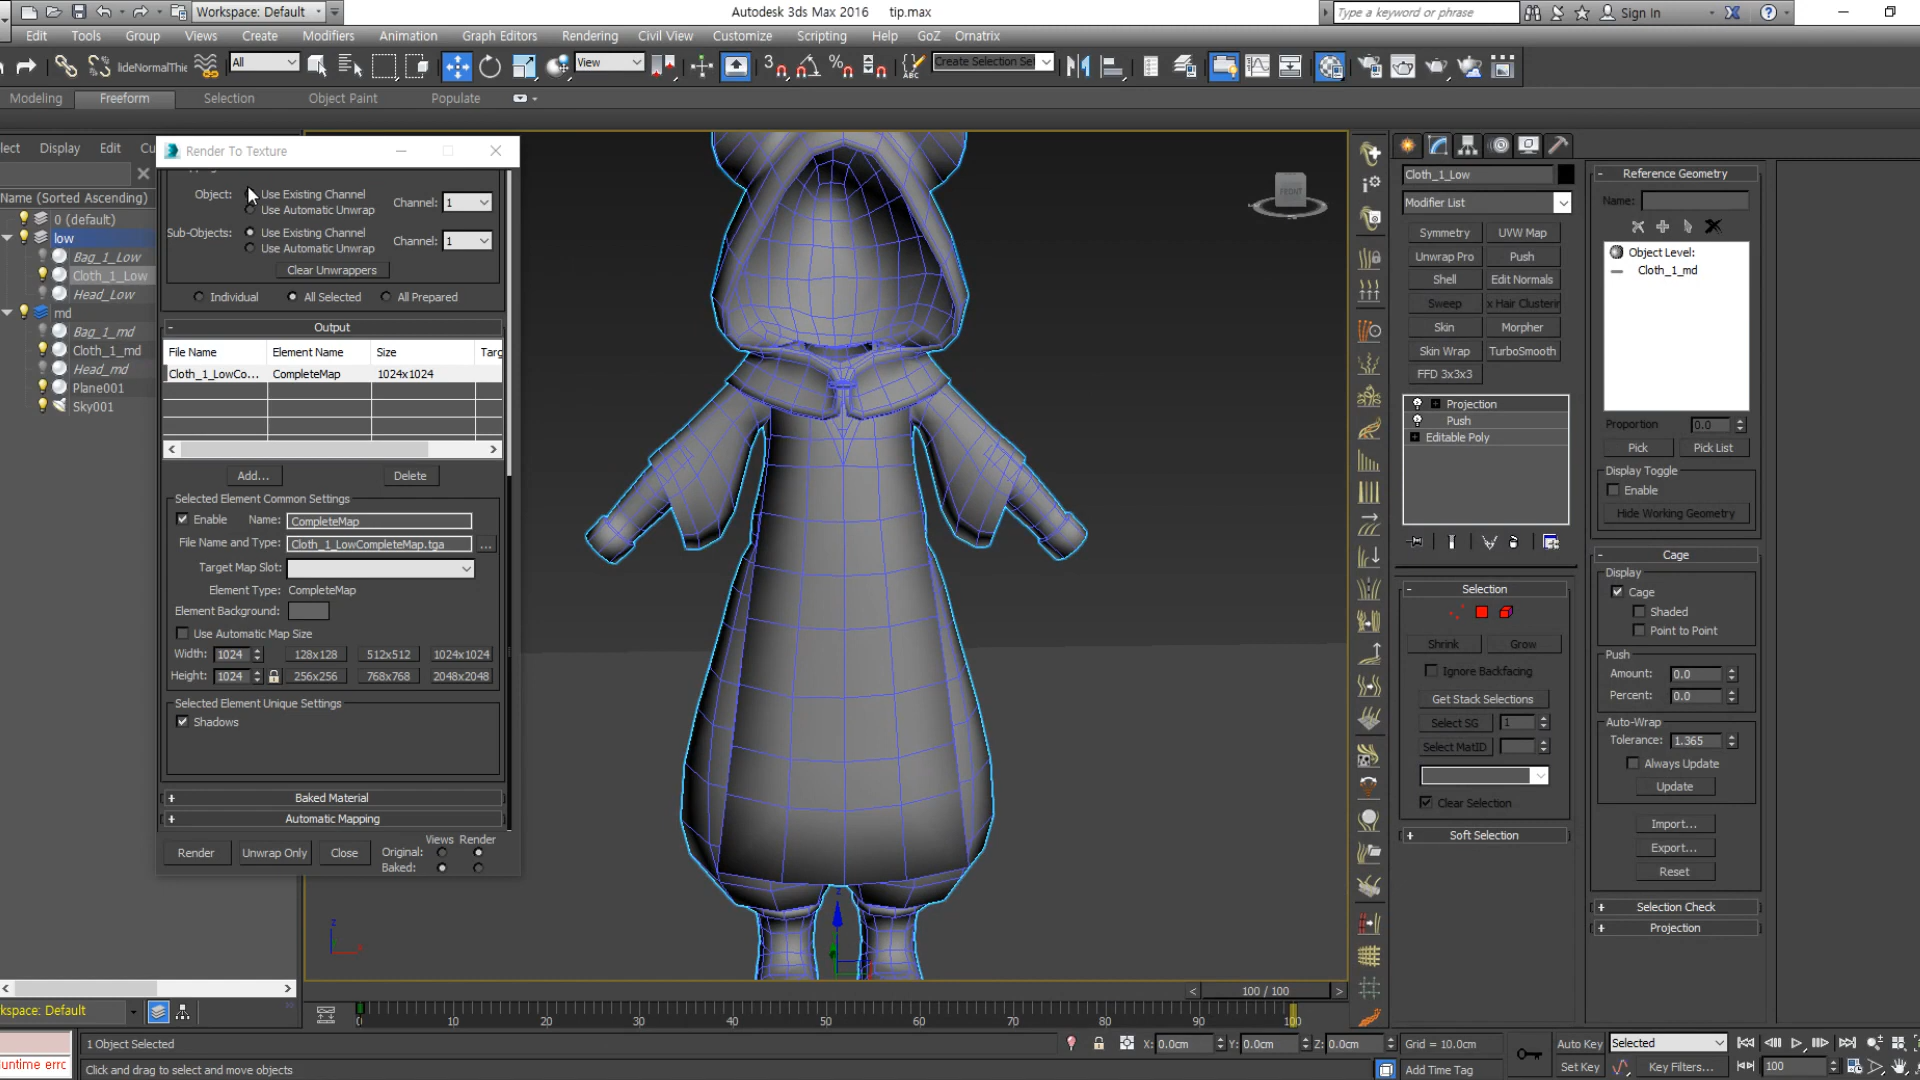 Workspace: Default
Autodesk 3ds Max 2016 tip.max
Type a keyword or phrase
Sign In
Edit Tools Group Views Create Modifiers Animation Graph Editors Rendering Civil View Customize Scripting Help GoZ Ornatrix
lideNormalThic All View Create Selection Set
Modeling Freeform Selection Object Paint Populate
lect Display Edit Cu
Name (Sorted Ascending)
0 (default)
low
Bag_1_Low
Cloth_1_Low
Head_Low
md
Bag_1_md
Cloth_1_md
Head_md
Plane001
Sky001
Render To Texture
Object: Use Existing Channel
Use Automatic Unwrap
Channel: 1
Sub-Objects: Use Existing Channel
Use Automatic Unwrap
Channel: 1
Clear Unwrappers
Individual All Selected All Prepared
- Output
File Name Element Name Size Targ
Cloth_1_LowCo... CompleteMap 1024x1024
Add... Delete
Selected Element Common Settings
Enable Name: CompleteMap
File Name and Type: Cloth_1_LowCompleteMap.tga ...
Target Map Slot:
Element Type: CompleteMap
Element Background:
Use Automatic Map Size
Width: 1024 128x128 512x512 1024x1024
Height: 1024 256x256 768x768 2048x2048
Selected Element Unique Settings
Shadows
+ Baked Material
+ Automatic Mapping
Views Render
Render Unwrap Only Close Original:
Baked:
FRONT
Cloth_1_Low
Modifier List
Symmetry UVW Map
Unwrap Pro Push
Shell Edit Normals
Sweep x Hair Clusterin
Skin Morpher
Skin Wrap TurboSmooth
FFD 3x3x3
Projection
Push
Editable Poly
- Selection
Shrink Grow
Ignore Backfacing
Get Stack Selections
Select SG 1
Select MatID
Clear Selection
+ Soft Selection
- Reference Geometry
Name:
Object Level:
Cloth_1_md
Proportion 0.0
Pick Pick List
Display Toggle
Enable
Hide Working Geometry
- Cage
Display
Cage
Shaded
Point to Point
Push
Amount: 0.0
Percent: 0.0
Auto-Wrap
Tolerance: 1.365
Always Update
Update
Import...
Export...
Reset
+ Selection Check
+ Projection
z
< 100 / 100 >
kspace: Default
0 10 20 30 40 50 60 70 80 90 100
1 Object Selected
X: 0.0cm Y: 0.0cm Z: 0.0cm Grid = 10.0cm
Auto Key Selected
untime errc
Click and drag to select and move objects
Add Time Tag
Set Key Key Filters... 100